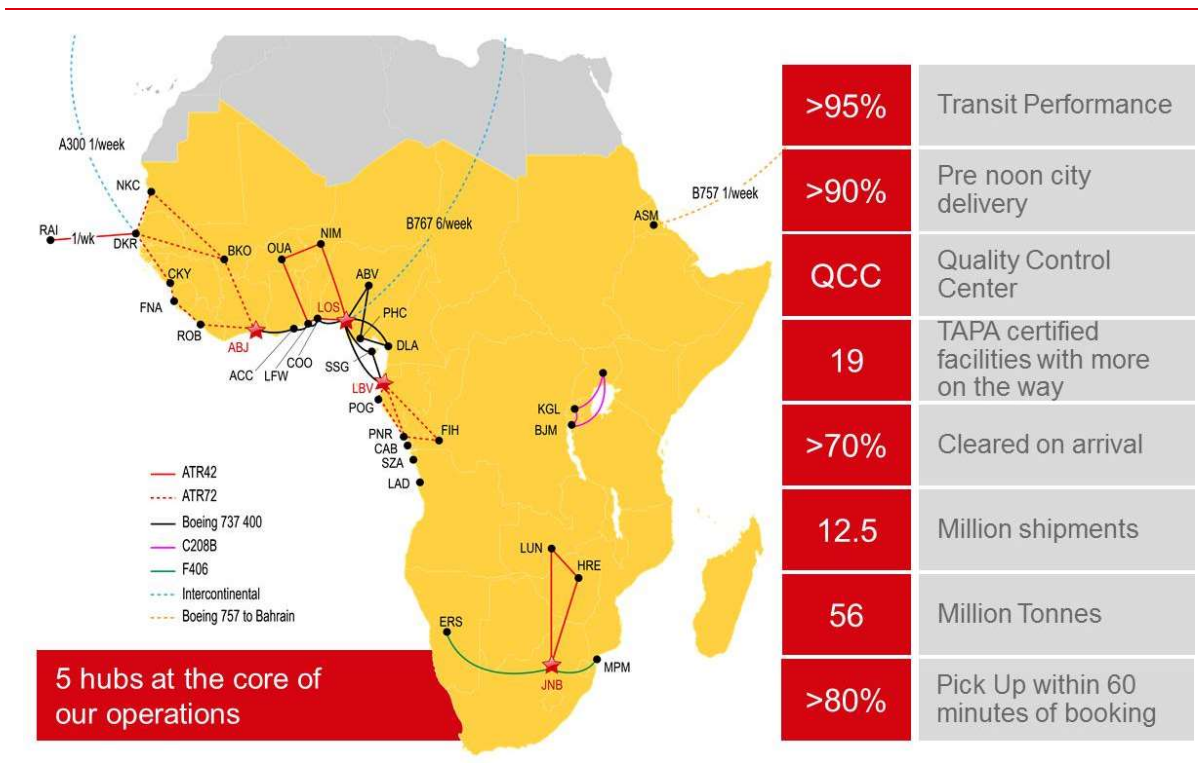 A300 1/week
NKC
RAI
1/wk
DKR
BKO
CKY
FNA
ROB
ABJ
OUA
NIM
B767 6/week
ABV
LOS
PHC
DLA
ACC
LFW
COO
SSG
LBV
POG
PNR
CAB
SZA
LAD
FIH
B757 1/week
ASM
KGL
BJM
LUN
HRE
ERS
JNB
MPM
ATR42
ATR72
Boeing 737 400
C208B
F406
Intercontinental
Boeing 757 to Bahrain
5 hubs at the core of
our operations
>95%
Transit Performance
>90%
Pre noon city
delivery
QCC
Quality Control
Center
19
TAPA certified
facilities with more
on the way
>70%
Cleared on arrival
12.5
Million shipments
56
Million Tonnes
>80%
Pick Up within 60
minutes of booking